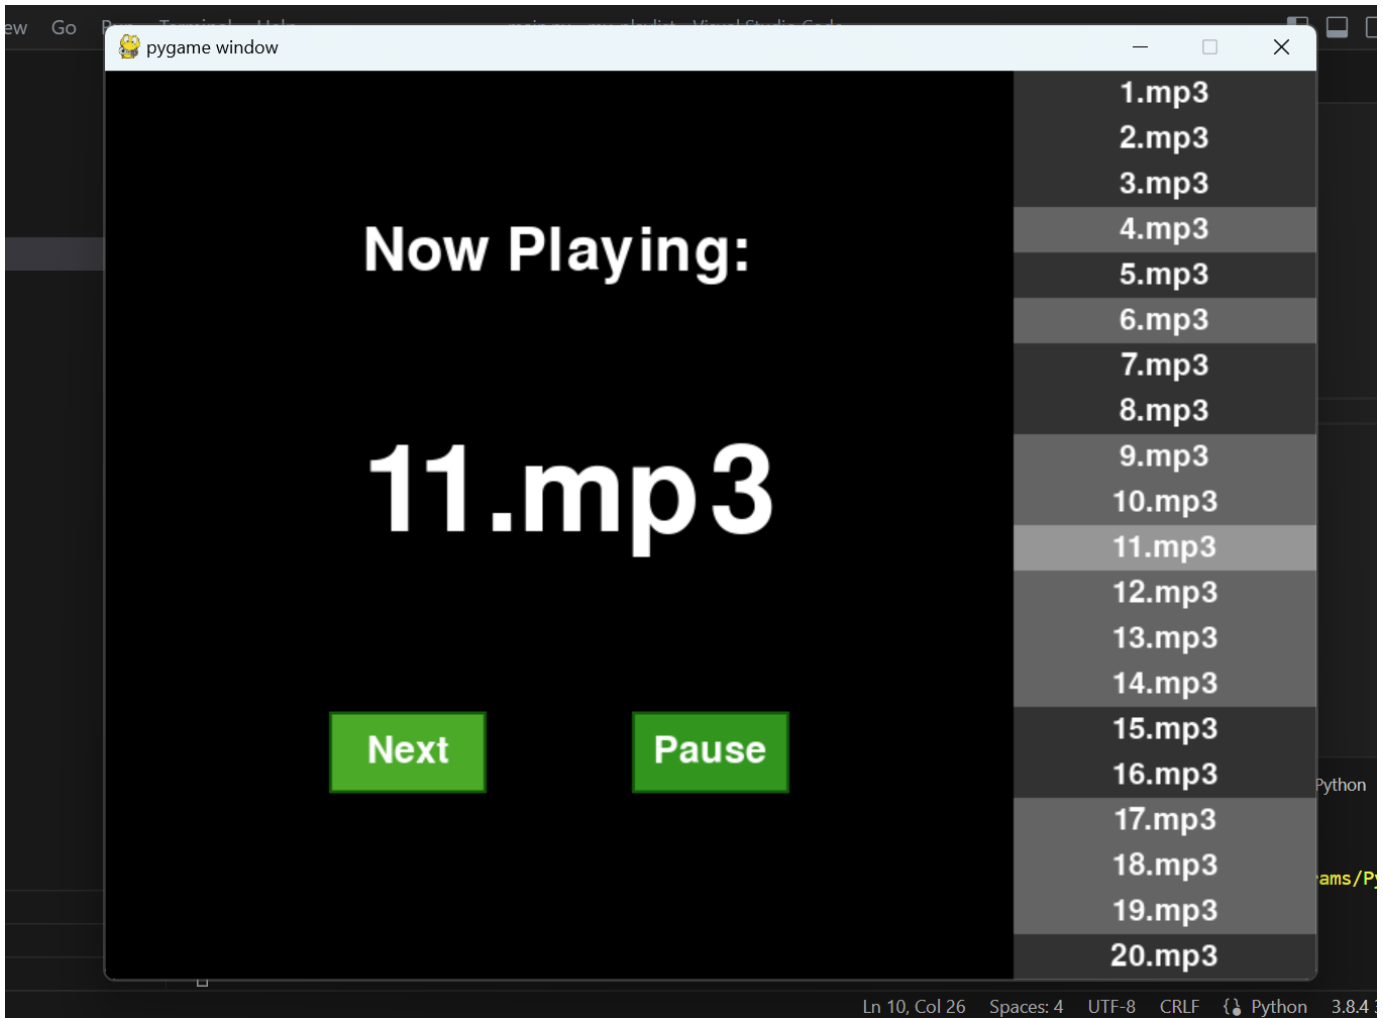 ew Go
pygame window
1.mp3
2.mp3
3.mp3
4.mp3
5.mp3
6.mp3
7.mp3
8.mp3
9.mp3
10.mp3
11.mp3
12.mp3
13.mp3
14.mp3
15.mp3
16.mp3
17.mp3
18.mp3
19.mp3
20.mp3
Now Playing:
11.mp3
Next Pause
Python
ams/Py
Ln 10, Col 26 Spaces: 4 UTF-8 CRLF Python 3.8.4